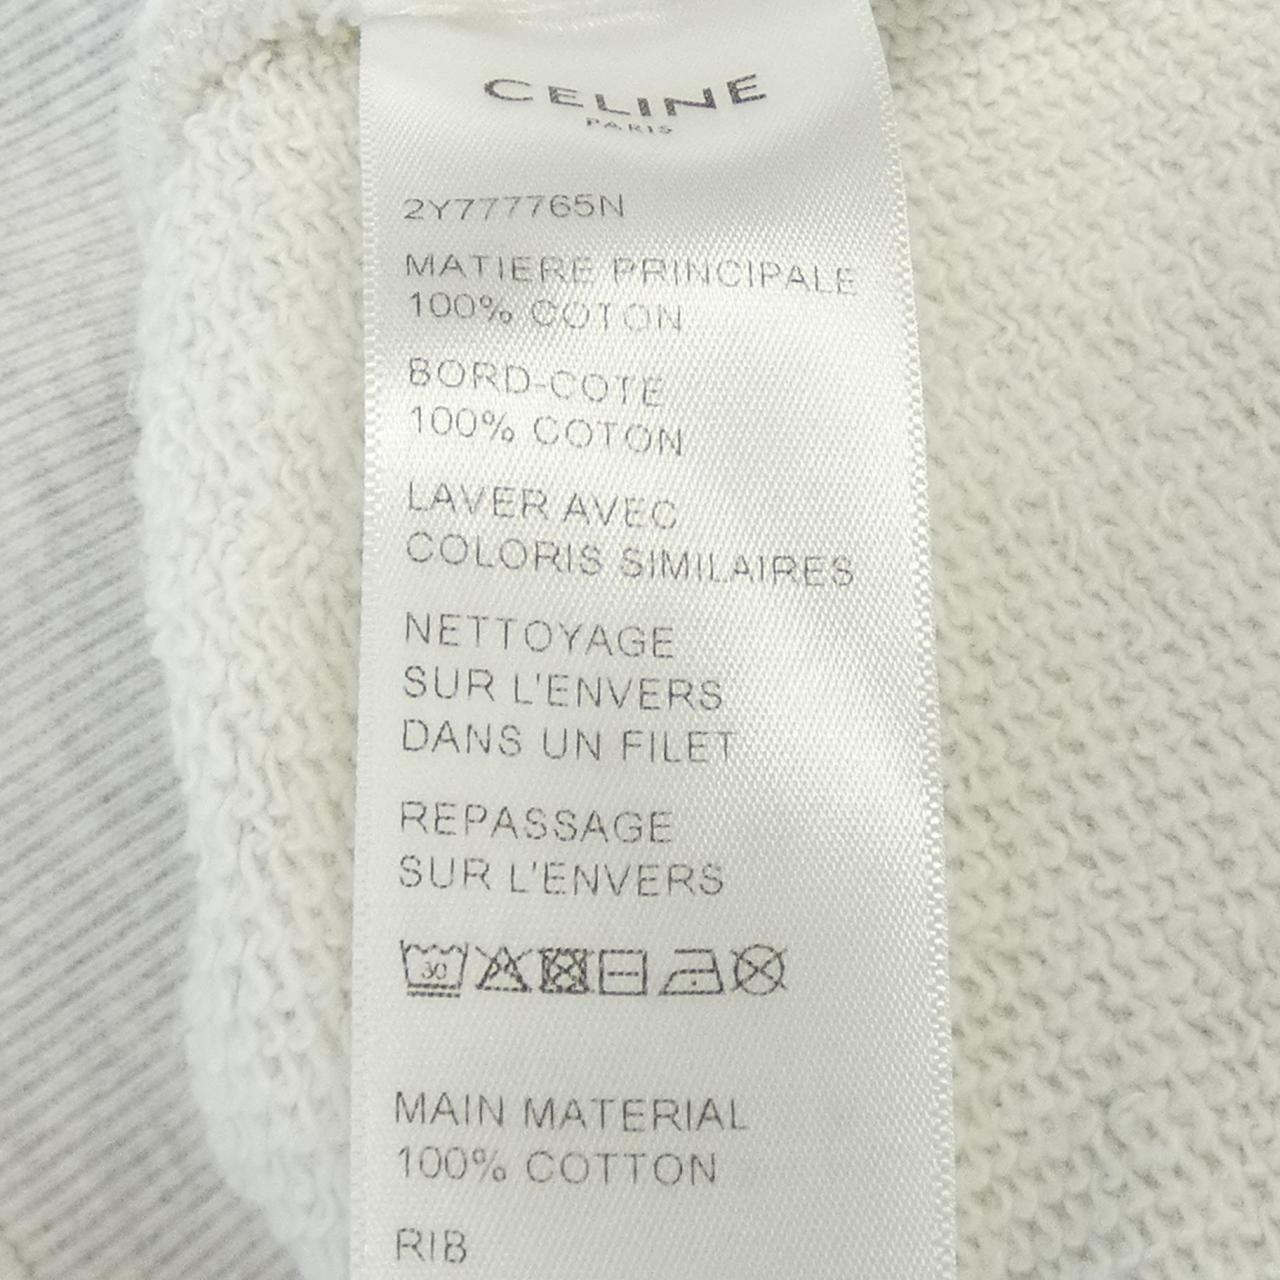 CELINE
PARIS
2Y777765N
MATIERE PRINCIPALE
100% COTON
BORD-COTE
100% COTON
LAVER AVEC
COLORIS SIMILAIRES
NETTOYAGE
SUR L'ENVERS
DANS UN FILET
REPASSAGE
SUR L'ENVERS
30
MAIN MATERIAL
100% COTTON
RIB